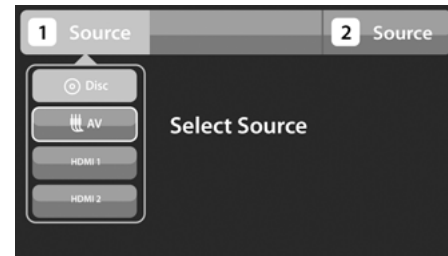 1 Source
2 Source
Disc
AV
Select Source
HDMI 1
HDMI 2